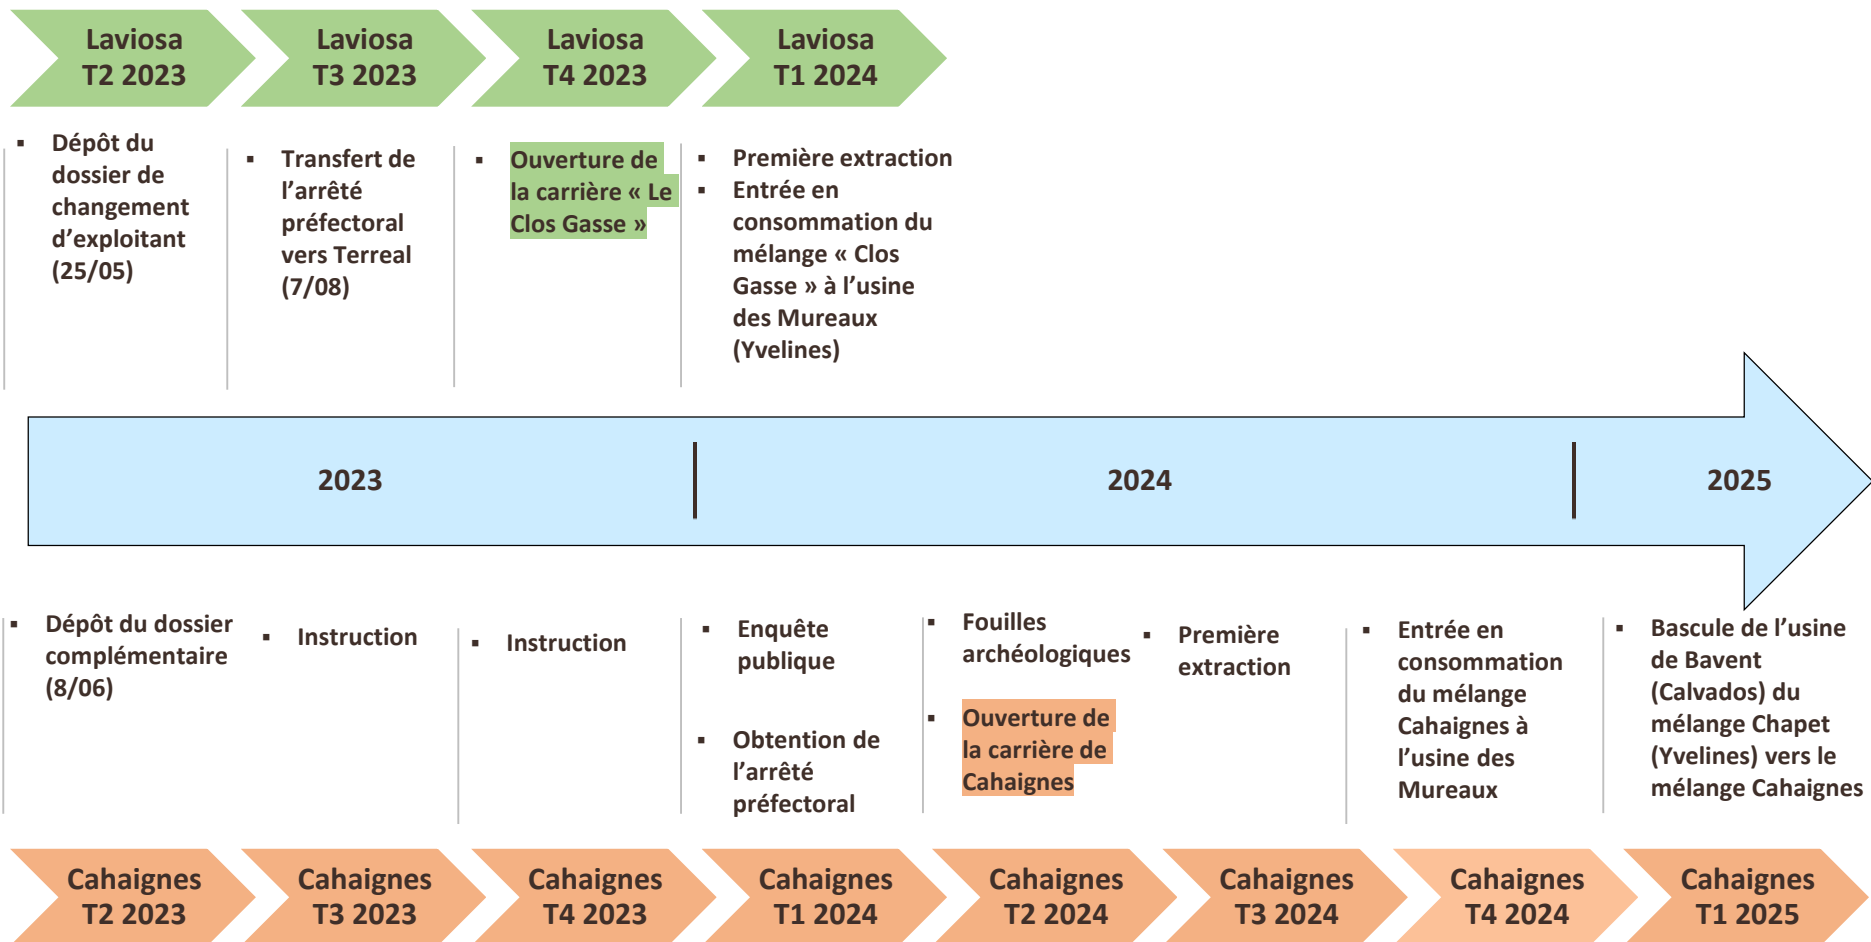 Laviosa
T2 2023
Laviosa
T3 2023
Laviosa
T4 2023
Laviosa
T1 2024
▪ Dépôt du
dossier de
changement
d’exploitant
(25/05)
▪ Transfert de
l’arrêté
préfectoral
vers Terreal
(7/08)
▪ Ouverture de
la carrière « Le
Clos Gasse »
▪ Première extraction
▪ Entrée en
consommation du
mélange « Clos
Gasse » à l’usine
des Mureaux
(Yvelines)
2023
2024
2025
▪ Dépôt du dossier
complémentaire
(8/06)
▪ Instruction
▪ Instruction
▪ Enquête
publique
▪ Obtention de
l’arrêté
préfectoral
▪ Fouilles
archéologiques
▪ Ouverture de
la carrière de
Cahaignes
▪ Première
extraction
▪ Entrée en
consommation
du mélange
Cahaignes à
l’usine des
Mureaux
▪ Bascule de l’usine
de Bavent
(Calvados) du
mélange Chapet
(Yvelines) vers le
mélange Cahaignes
Cahaignes
T2 2023
Cahaignes
T3 2023
Cahaignes
T4 2023
Cahaignes
T1 2024
Cahaignes
T2 2024
Cahaignes
T3 2024
Cahaignes
T4 2024
Cahaignes
T1 2025